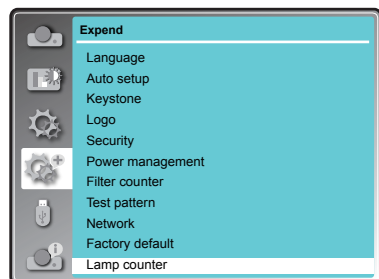 Expend
Language
Auto setup
Keystone
Logo
Security
Power management
Filter counter
Test pattern
Network
Factory default
Lamp counter